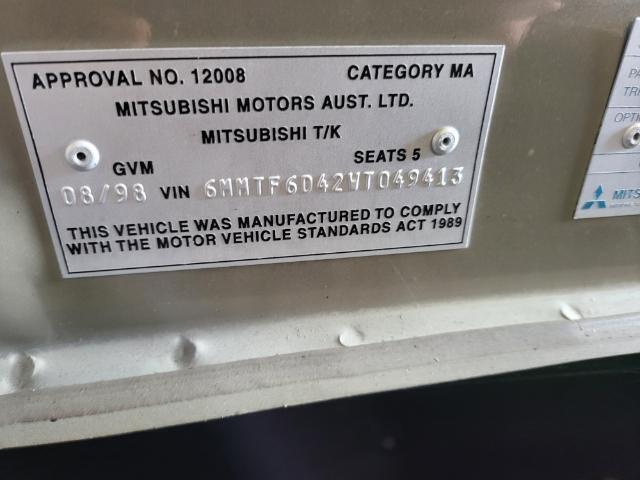 APPROVAL NO. 12008 CATEGORY MA
MITSUBISHI MOTORS AUST. LTD.
MITSUBISHI T/K
GVM SEATS 5
08/98 VIN 6MMTF6D42WT049413
THIS VEHICLE WAS MANUFACTURED TO COMPLY
WITH THE MOTOR VEHICLE STANDARDS ACT 1989